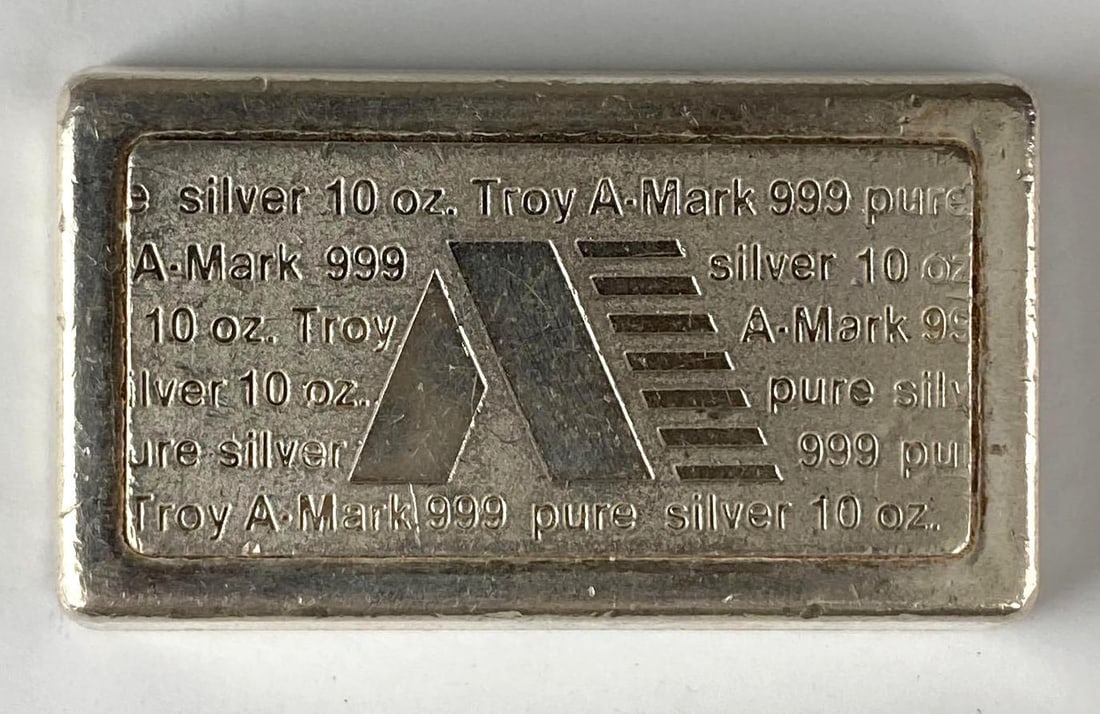 e silver 10 oz. Troy A-Mark 999 pure
A-Mark 999 silver 10 oz
10 oz. Troy A-Mark 99
lver 10 oz. pure silv
ure silver 999 pu
Troy A-Mark 999 pure silver 10 oz.